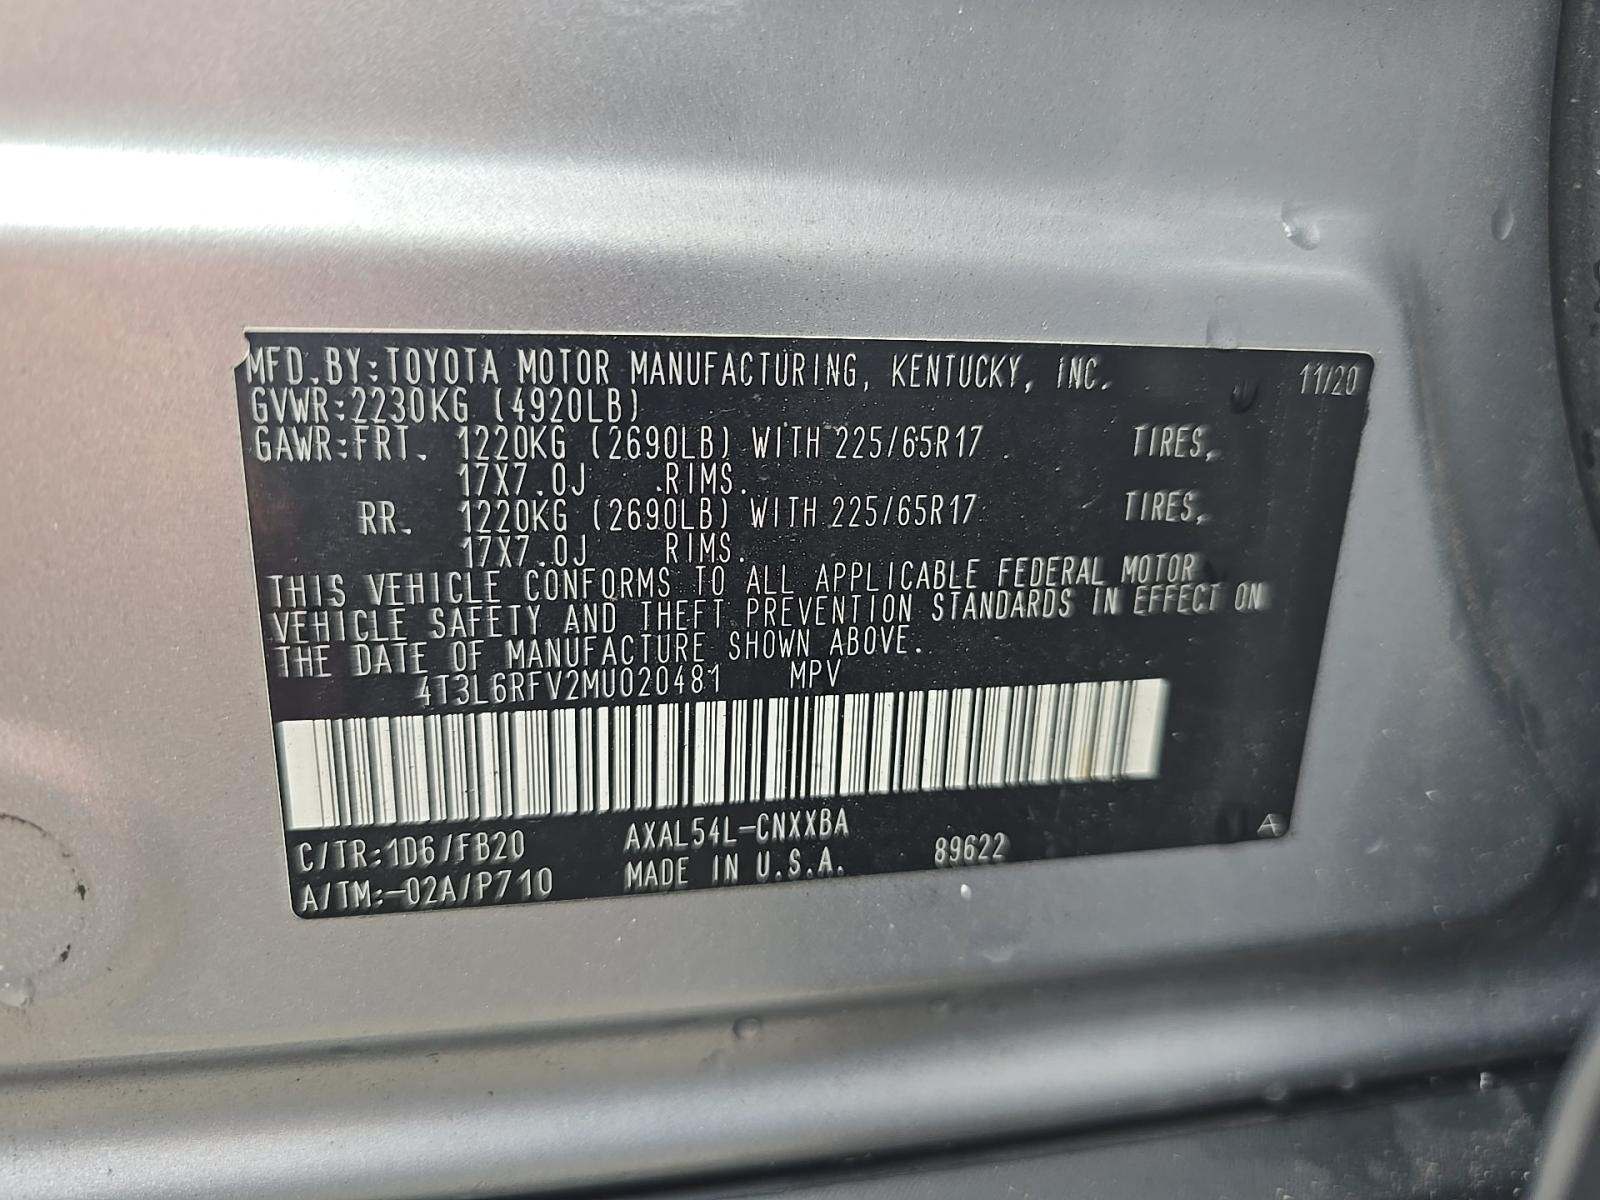 MFD.BY:TOYOTA MOTOR MANUFACTURING, KENTUCKY, INC. 11/20
GVWR:2230KG (4920LB)
GAWR:FRT. 1220KG (2690LB) WITH 225/65R17 TIRES,
17X7.0J RIMS.
RR. 1220KG (2690LB) WITH 225/65R17 TIRES,
17X7.0J RIMS.
THIS VEHICLE CONFORMS TO ALL APPLICABLE FEDERAL MOTOR
VEHICLE SAFETY AND THEFT PREVENTION STANDARDS IN EFFECT ON
THE DATE OF MANUFACTURE SHOWN ABOVE.
4T3L6RFV2MU020481 MPV
C/TR:1D6/FB20 AXAL54L-CNXXBA A
A/TM:-02A/P710 MADE IN U.S.A. 89622